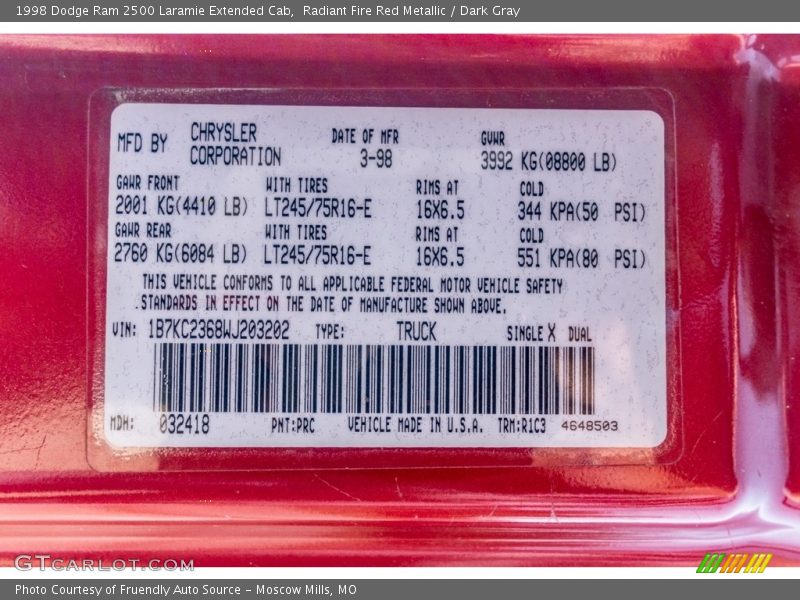 1998 Dodge Ram 2500 Laramie Extended Cab, Radiant Fire Red Metallic / Dark Gray
MFD BY CHRYSLER CORPORATION DATE OF MFR 3-98 GVWR 3992 KG(08800 LB)
GAWR FRONT WITH TIRES RIMS AT COLD
2001 KG(4410 LB) LT245/75R16-E 16X6.5 344 KPA(50 PSI)
GAWR REAR WITH TIRES RIMS AT COLD
2760 KG(6084 LB) LT245/75R16-E 16X6.5 551 KPA(80 PSI)
THIS VEHICLE CONFORMS TO ALL APPLICABLE FEDERAL MOTOR VEHICLE SAFETY
STANDARDS IN EFFECT ON THE DATE OF MANUFACTURE SHOWN ABOVE.
VIN: 1B7KC2368WJ203202 TYPE: TRUCK SINGLE X DUAL
MDH: 032418 PNT:PRC VEHICLE MADE IN U.S.A. TRM:R1C3 4648503
GTCARLOT.COM
Photo Courtesy of Fruendly Auto Source – Moscow Mills, MO